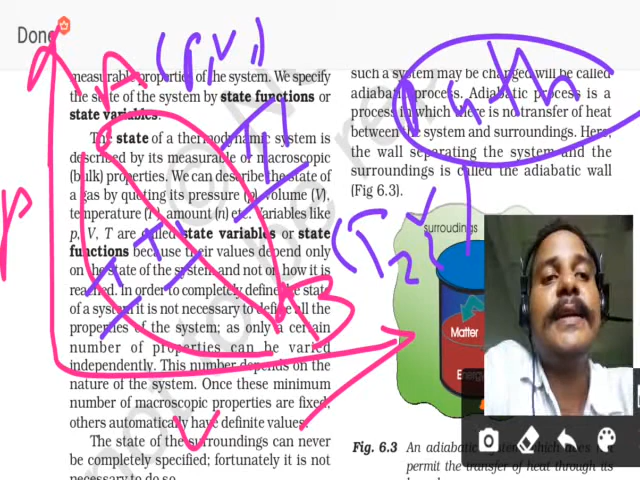 Done
measurable properties of the system. We specify
the state of the system by state functions or
state variables.
The state of a thermodynamic system is
described by its measurable or macroscopic
(bulk) properties. We can describe the state of
a gas by quoting its pressure (p), volume (V),
temperature (T), amount (n) etc. Variables like
p, V, T are called state variables or state
functions because their values depend only
on the state of the system and not on how it is
reached. In order to completely define the state
of a system it is not necessary to define all the
properties of the system; as only a certain
number of properties can be varied
independently. This number depends on the
nature of the system. Once these minimum
number of macroscopic properties are fixed,
others automatically have definite values.
The state of the surroundings can never
be completely specified; fortunately it is not
necessary to do so.
such a system may be changed will be called
adiabatic process. Adiabatic process is a
process in which there is no transfer of heat
between the system and surroundings. Here,
the wall separating the system and the
surroundings is called the adiabatic wall
(Fig 6.3).
surroudings
Matter
Fig. 6.3 An adiabatic system which does not
permit the transfer of heat through its
P
A
B
V